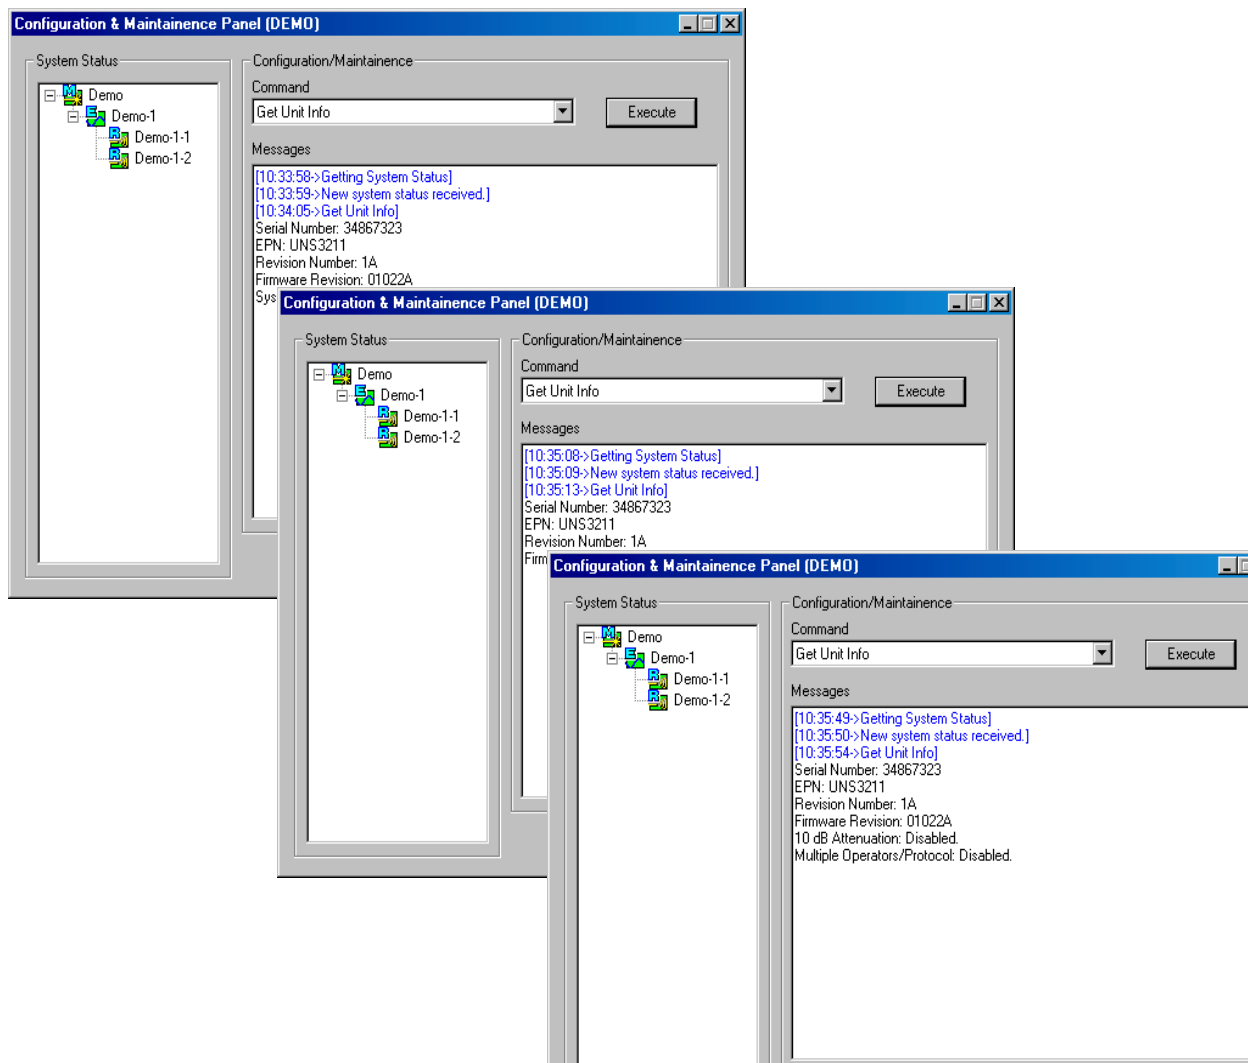 Configuration & Maintainence Panel (DEMO)
System Status
Demo
Demo-1
Demo-1-1
Demo-1-2
Configuration/Maintainence
Command
Get Unit Info
Execute
Messages
[10:33:58->Getting System Status]
[10:33:59->New system status received.]
[10:34:05->Get Unit Info]
Serial Number: 34867323
EPN: UNS3211
Revision Number: 1A
Firmware Revision: 01022A
Sys
Configuration & Maintainence Panel (DEMO)
System Status
Demo
Demo-1
Demo-1-1
Demo-1-2
Configuration/Maintainence
Command
Get Unit Info
Execute
Messages
[10:35:08->Getting System Status]
[10:35:09->New system status received.]
[10:35:13->Get Unit Info]
Serial Number: 34867323
EPN: UNS3211
Revision Number: 1A
Firm
Configuration & Maintainence Panel (DEMO)
System Status
Demo
Demo-1
Demo-1-1
Demo-1-2
Configuration/Maintainence
Command
Get Unit Info
Execute
Messages
[10:35:49->Getting System Status]
[10:35:50->New system status received.]
[10:35:54->Get Unit Info]
Serial Number: 34867323
EPN: UNS3211
Revision Number: 1A
Firmware Revision: 01022A
10 dB Attenuation: Disabled.
Multiple Operators/Protocol: Disabled.